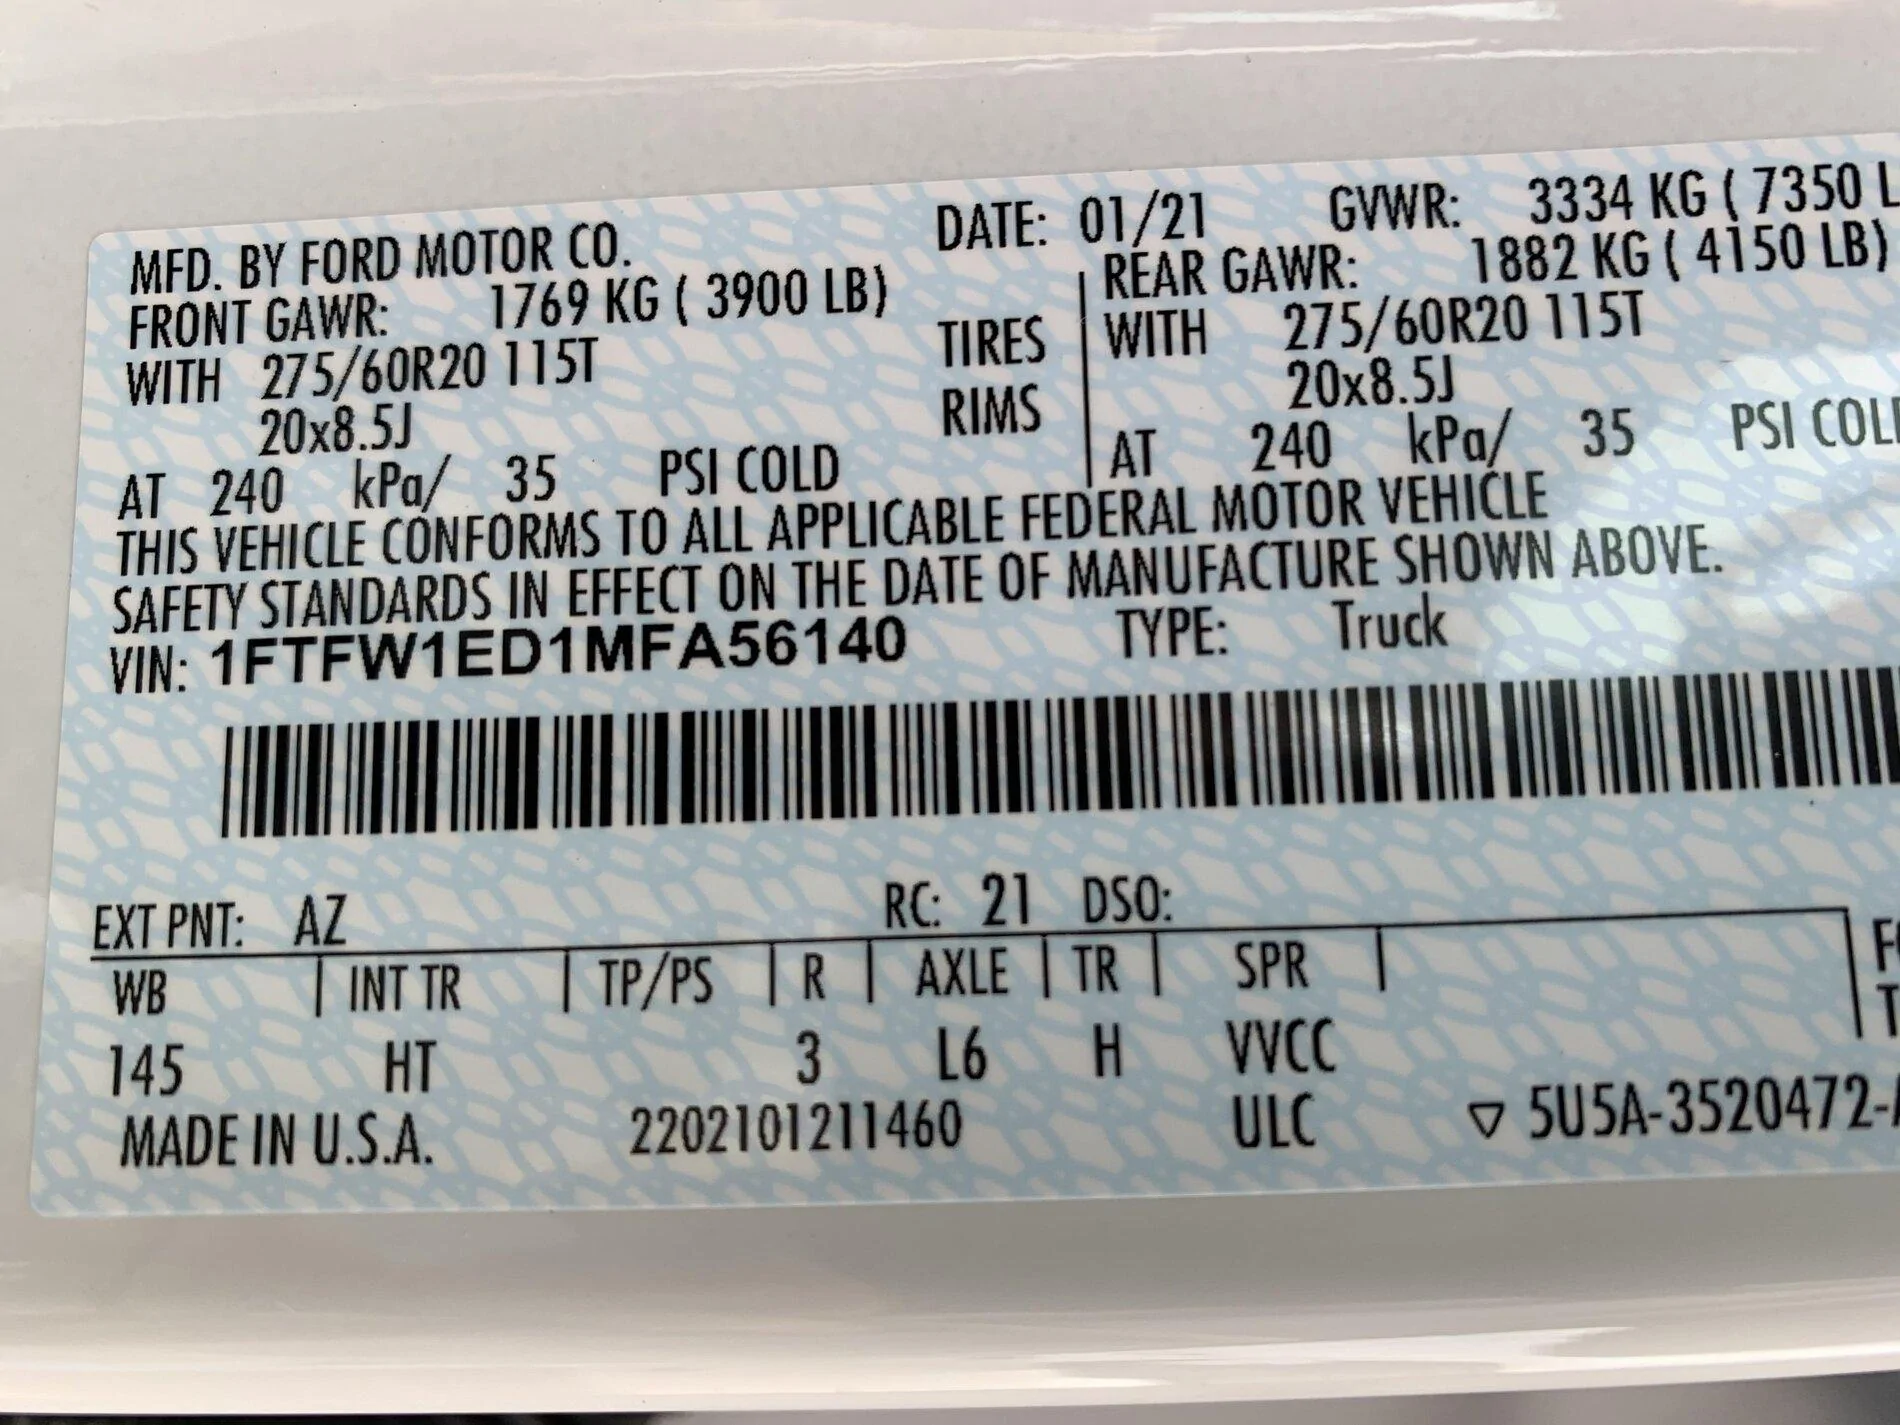 MFD. BY FORD MOTOR CO. DATE: 01/21 GVWR: 3334 KG ( 7350 L
FRONT GAWR: 1769 KG ( 3900 LB) REAR GAWR: 1882 KG ( 4150 LB)
WITH 275/60R20 115T TIRES WITH 275/60R20 115T
20x8.5J RIMS 20x8.5J
AT 240 kPa/ 35 PSI COLD AT 240 kPa/ 35 PSI COL
THIS VEHICLE CONFORMS TO ALL APPLICABLE FEDERAL MOTOR VEHICLE
SAFETY STANDARDS IN EFFECT ON THE DATE OF MANUFACTURE SHOWN ABOVE.
VIN: 1FTFW1ED1MFA56140 TYPE: Truck
EXT PNT: AZ RC: 21 DSO:
WB INT TR TP/PS R AXLE TR SPR
145 HT 3 L6 H VVCC
MADE IN U.S.A. 2202101211460 ULC ▽ 5U5A-3520472-